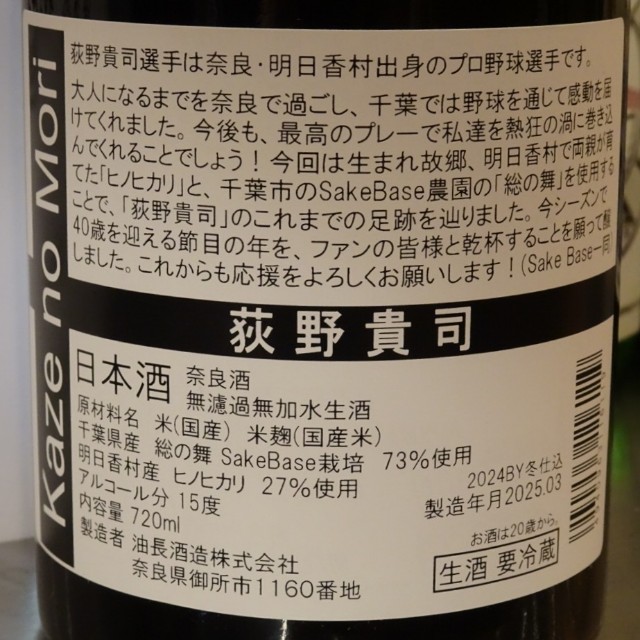 Kaze no Mori
荻野貴司選手は奈良・明日香村出身のプロ野球選手です。
大人になるまでを奈良で過ごし、千葉では野球を通じて感動を届
けてくれました。今後も、最高のプレーで私達を熱狂の渦に巻き込
んでくれることでしょう！今回は生まれ故郷、明日香村で両親が育
てた「ヒノヒカリ」と、千葉市のSakeBase農園の「総の舞」を使用する
ことで、「荻野貴司」のこれまでの足跡を辿りました。今シーズンで
40歳を迎える節目の年を、ファンの皆様と乾杯することを願って醸
しました。これからも応援をよろしくお願いします！(Sake Base一同)
荻野貴司
日本酒 奈良酒
無濾過無加水生酒
原材料名 米(国産) 米麹(国産米)
千葉県産 総の舞 SakeBase栽培 73%使用
明日香村産 ヒノヒカリ 27%使用
アルコール分 15度
内容量 720ml
製造者 油長酒造株式会社
奈良県御所市1160番地
2024BY冬仕込
製造年月2025.03
お酒は20歳から。
生酒 要冷蔵